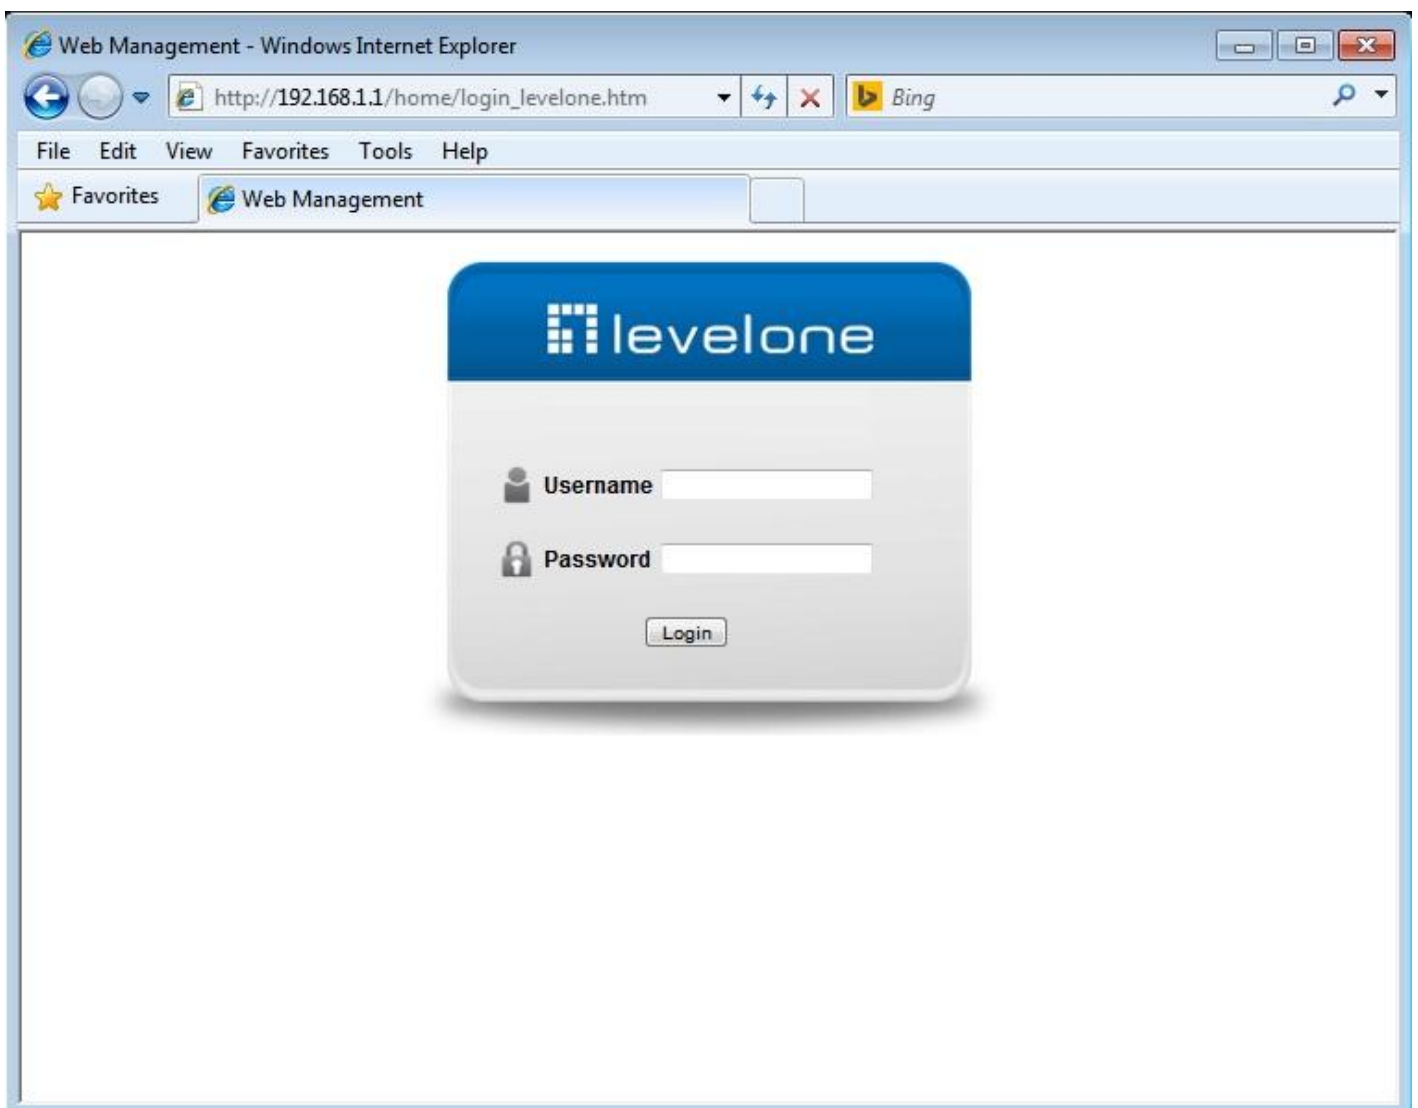 Web Management - Windows Internet Explorer
http://192.168.1.1/home/login_levelone.htm
Bing
File Edit View Favorites Tools Help
Favorites
Web Management
levelone
Username
Password
Login